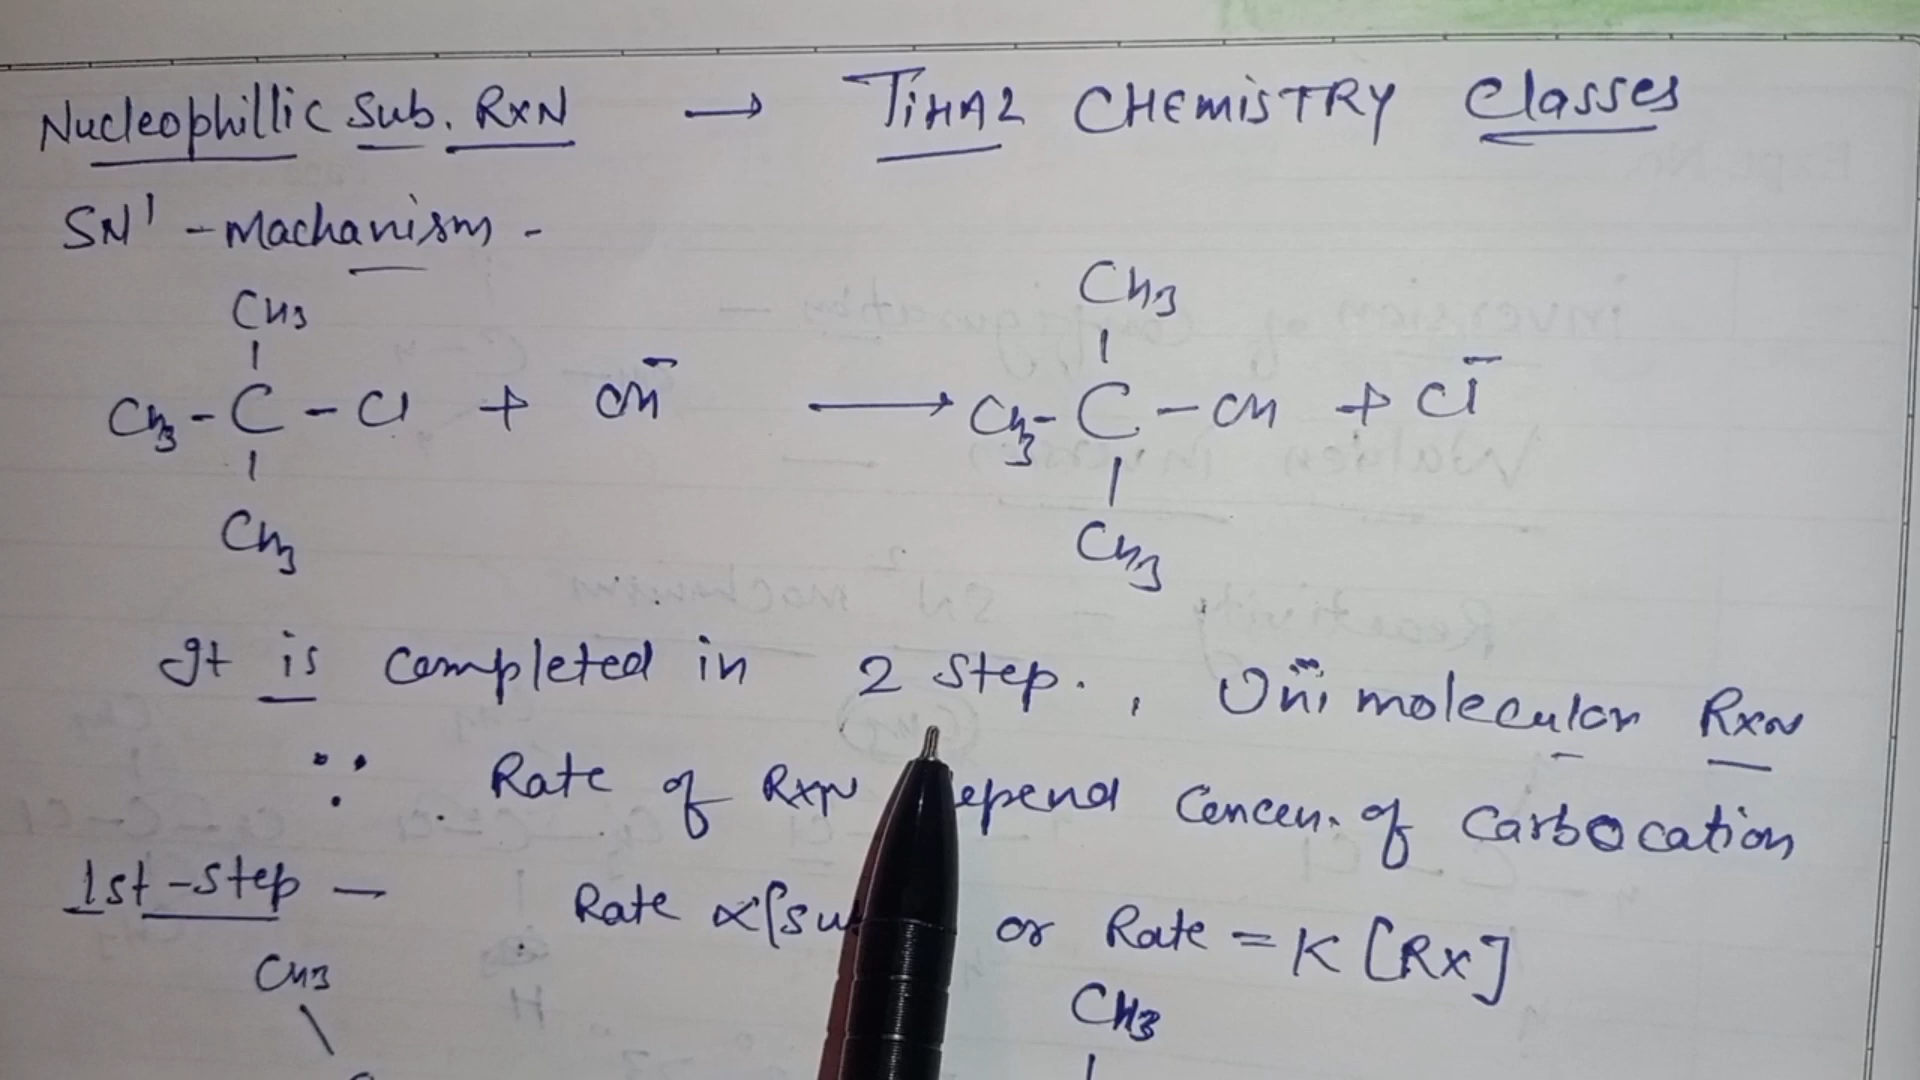 Nucleophillic Sub. RXN → TiHAZ CHEMISTRY Classes
SN¹ - Machanism -
CH3 CH3
CH3 - C - Cl + OH⁻ → CH3 - C - OH + Cl⁻
CH3 CH3
It is completed in 2 Step. , Uni molecular RXN
∵ Rate of RXN epend Concen. of Carbocation
1st - Step - Rate ∝ [Su or Rate = K [RX]
CH3 CH3